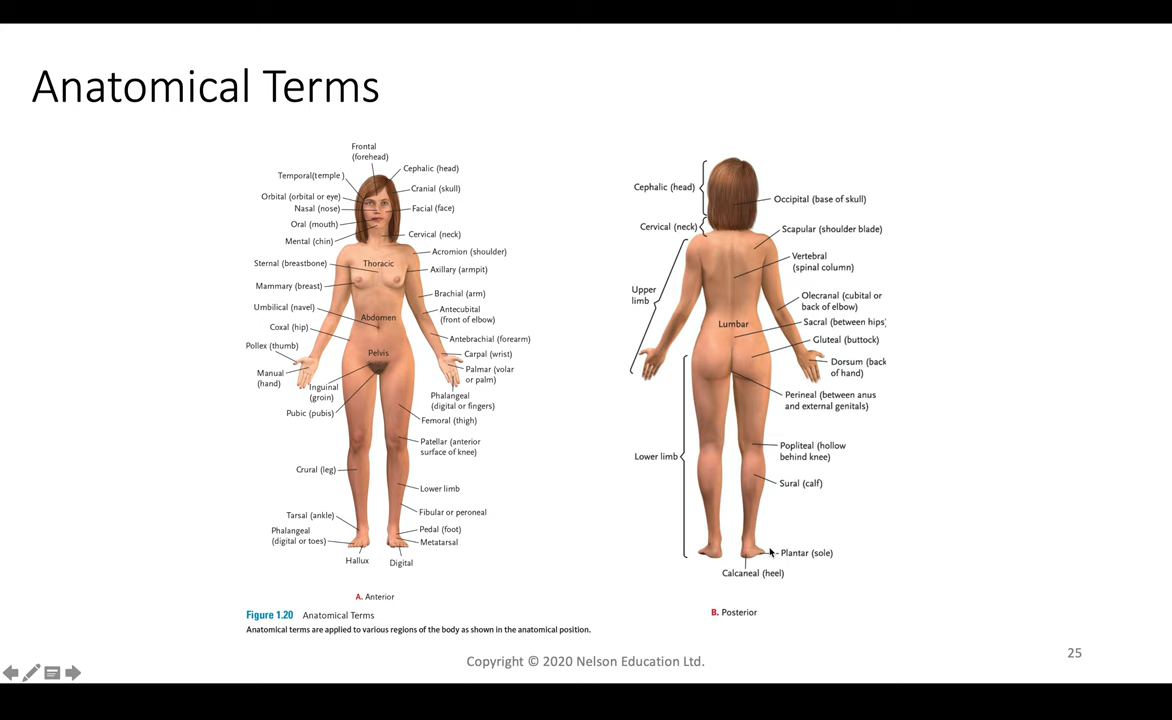 Anatomical Terms
Frontal
(forehead)
Cephalic (head)
Temporal(temple )
Cranial (skull)
Orbital (orbital or eye)
Nasal (nose)
Facial (face)
Oral (mouth)
Cervical (neck)
Mental (chin)
Acromion (shoulder)
Sternal (breastbone)
Thoracic
Axillary (armpit)
Mammary (breast)
Brachial (arm)
Umbilical (navel)
Antecubital
(front of elbow)
Abdomen
Coxal (hip)
Antebrachial (forearm)
Pollex (thumb)
Pelvis
Carpal (wrist)
Manual
(hand)
Palmar (volar
or palm)
Inguinal
(groin)
Phalangeal
(digital or fingers)
Pubic (pubis)
Femoral (thigh)
Patellar (anterior
surface of knee)
Crural (leg)
Lower limb
Tarsal (ankle)
Fibular or peroneal
Phalangeal
(digital or toes)
Pedal (foot)
Metatarsal
Hallux
Digital
A. Anterior
Cephalic (head)
Occipital (base of skull)
Cervical (neck)
Scapular (shoulder blade)
Vertebral
(spinal column)
Upper
limb
Olecranal (cubital or
back of elbow)
Lumbar
Sacral (between hips)
Gluteal (buttock)
Dorsum (back
of hand)
Perineal (between anus
and external genitals)
Popliteal (hollow
behind knee)
Lower limb
Sural (calf)
Plantar (sole)
Calcaneal (heel)
B. Posterior
Figure 1.20 Anatomical Terms
Anatomical terms are applied to various regions of the body as shown in the anatomical position.
Copyright © 2020 Nelson Education Ltd.
25